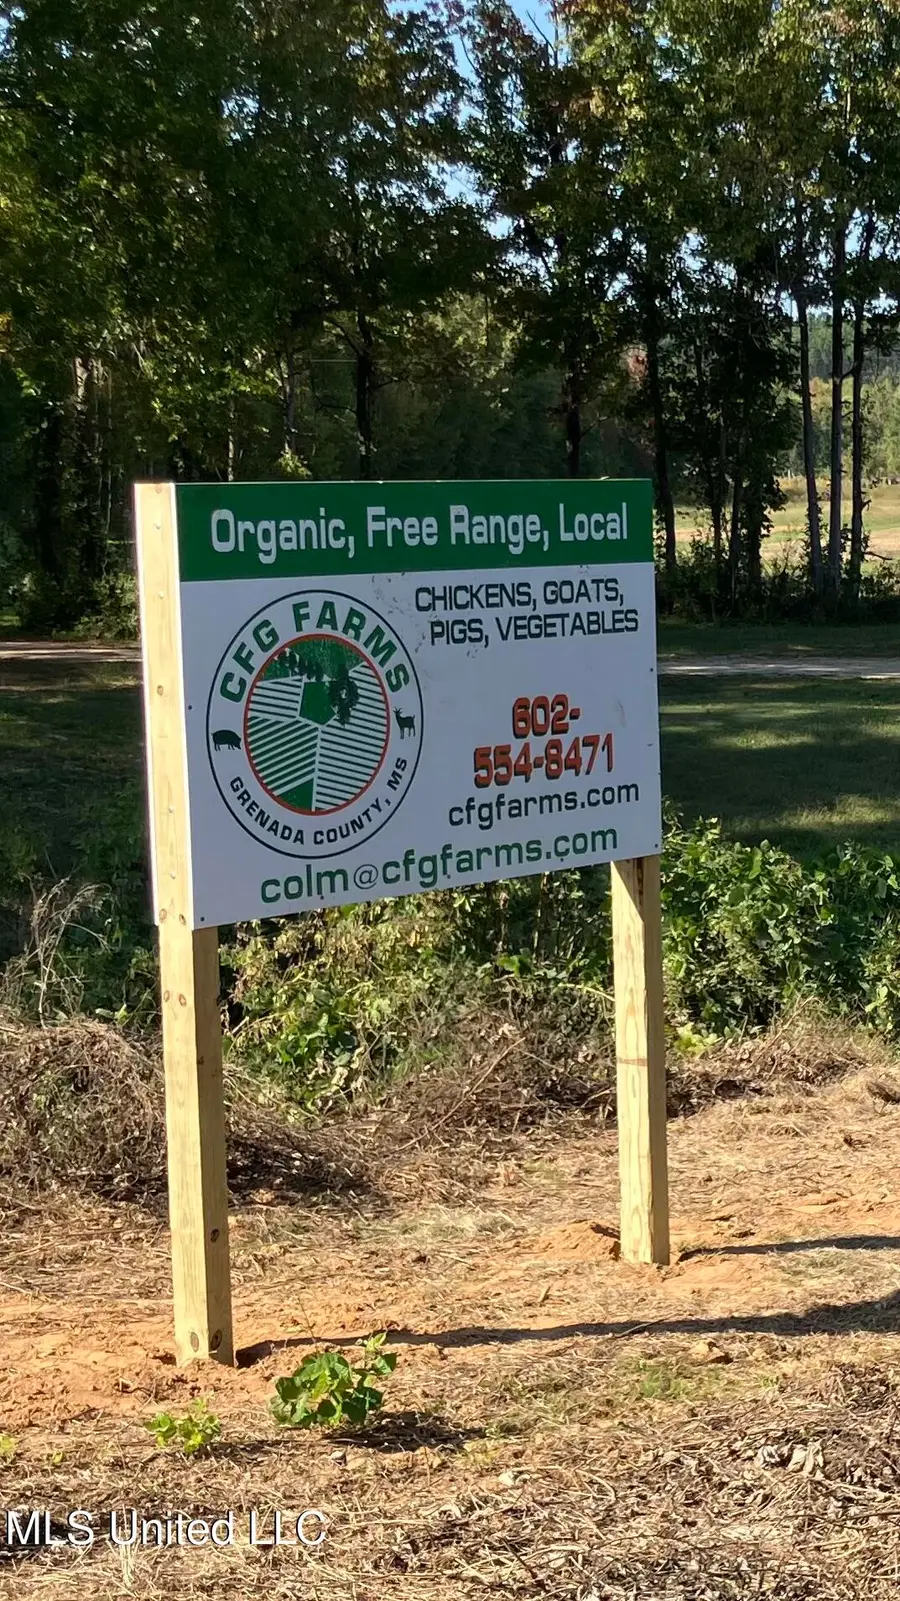 Organic, Free Range, Local
CHICKENS, GOATS,
PIGS, VEGETABLES
CFG FARMS
GRENADA COUNTY, MS
602-
554-8471
cfgfarms.com
colm@cfgfarms.com
MLS United LLC